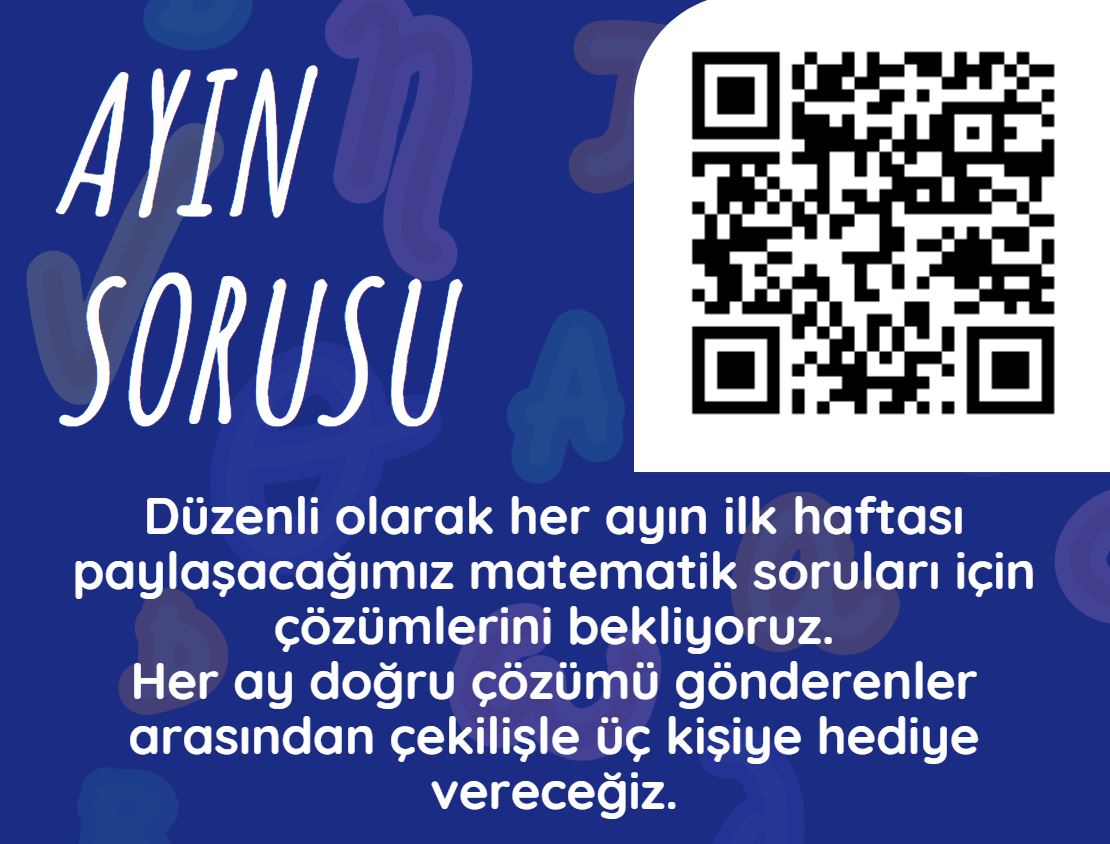 AYIN
SORUSU
Düzenli olarak her ayın ilk haftası
paylaşacağımız matematik soruları için
çözümlerini bekliyoruz.
Her ay doğru çözümü gönderenler
arasından çekilişle üç kişiye hediye
vereceğiz.